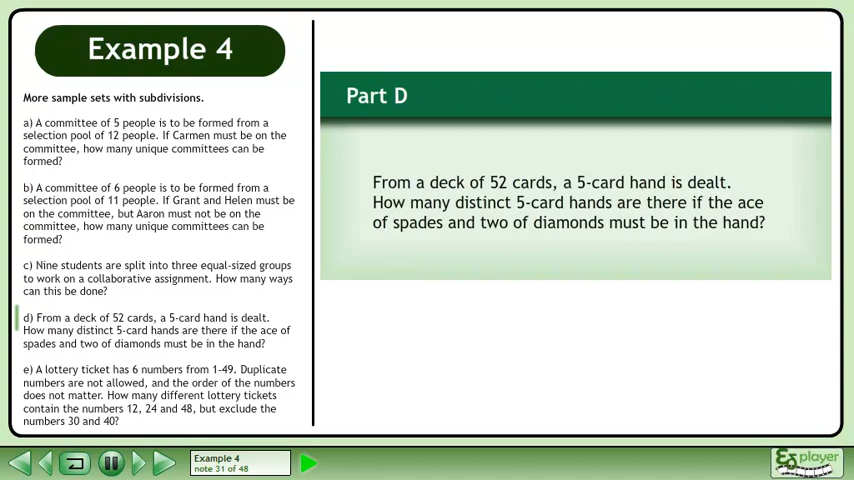 Example 4
More sample sets with subdivisions.
a) A committee of 5 people is to be formed from a
selection pool of 12 people. If Carmen must be on the
committee, how many unique committees can be
formed?
b) A committee of 6 people is to be formed from a
selection pool of 11 people. If Grant and Helen must be
on the committee, but Aaron must not be on the
committee, how many unique committees can be
formed?
c) Nine students are split into three equal-sized groups
to work on a collaborative assignment. How many ways
can this be done?
d) From a deck of 52 cards, a 5-card hand is dealt.
How many distinct 5-card hands are there if the ace of
spades and two of diamonds must be in the hand?
e) A lottery ticket has 6 numbers from 1-49. Duplicate
numbers are not allowed, and the order of the numbers
does not matter. How many different lottery tickets
contain the numbers 12, 24 and 48, but exclude the
numbers 30 and 40?
Part D
From a deck of 52 cards, a 5-card hand is dealt.
How many distinct 5-card hands are there if the ace
of spades and two of diamonds must be in the hand?
Example 4
note 31 of 48
player